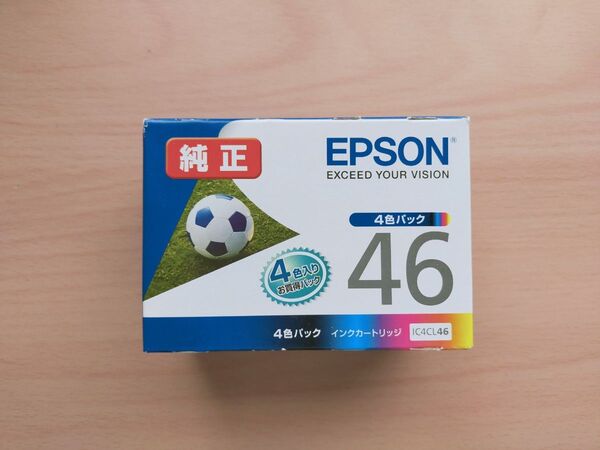 純正
EPSON
EXCEED YOUR VISION
4色パック
46
4色入り
お買得パック
4色パック インクカートリッジ IC4CL46